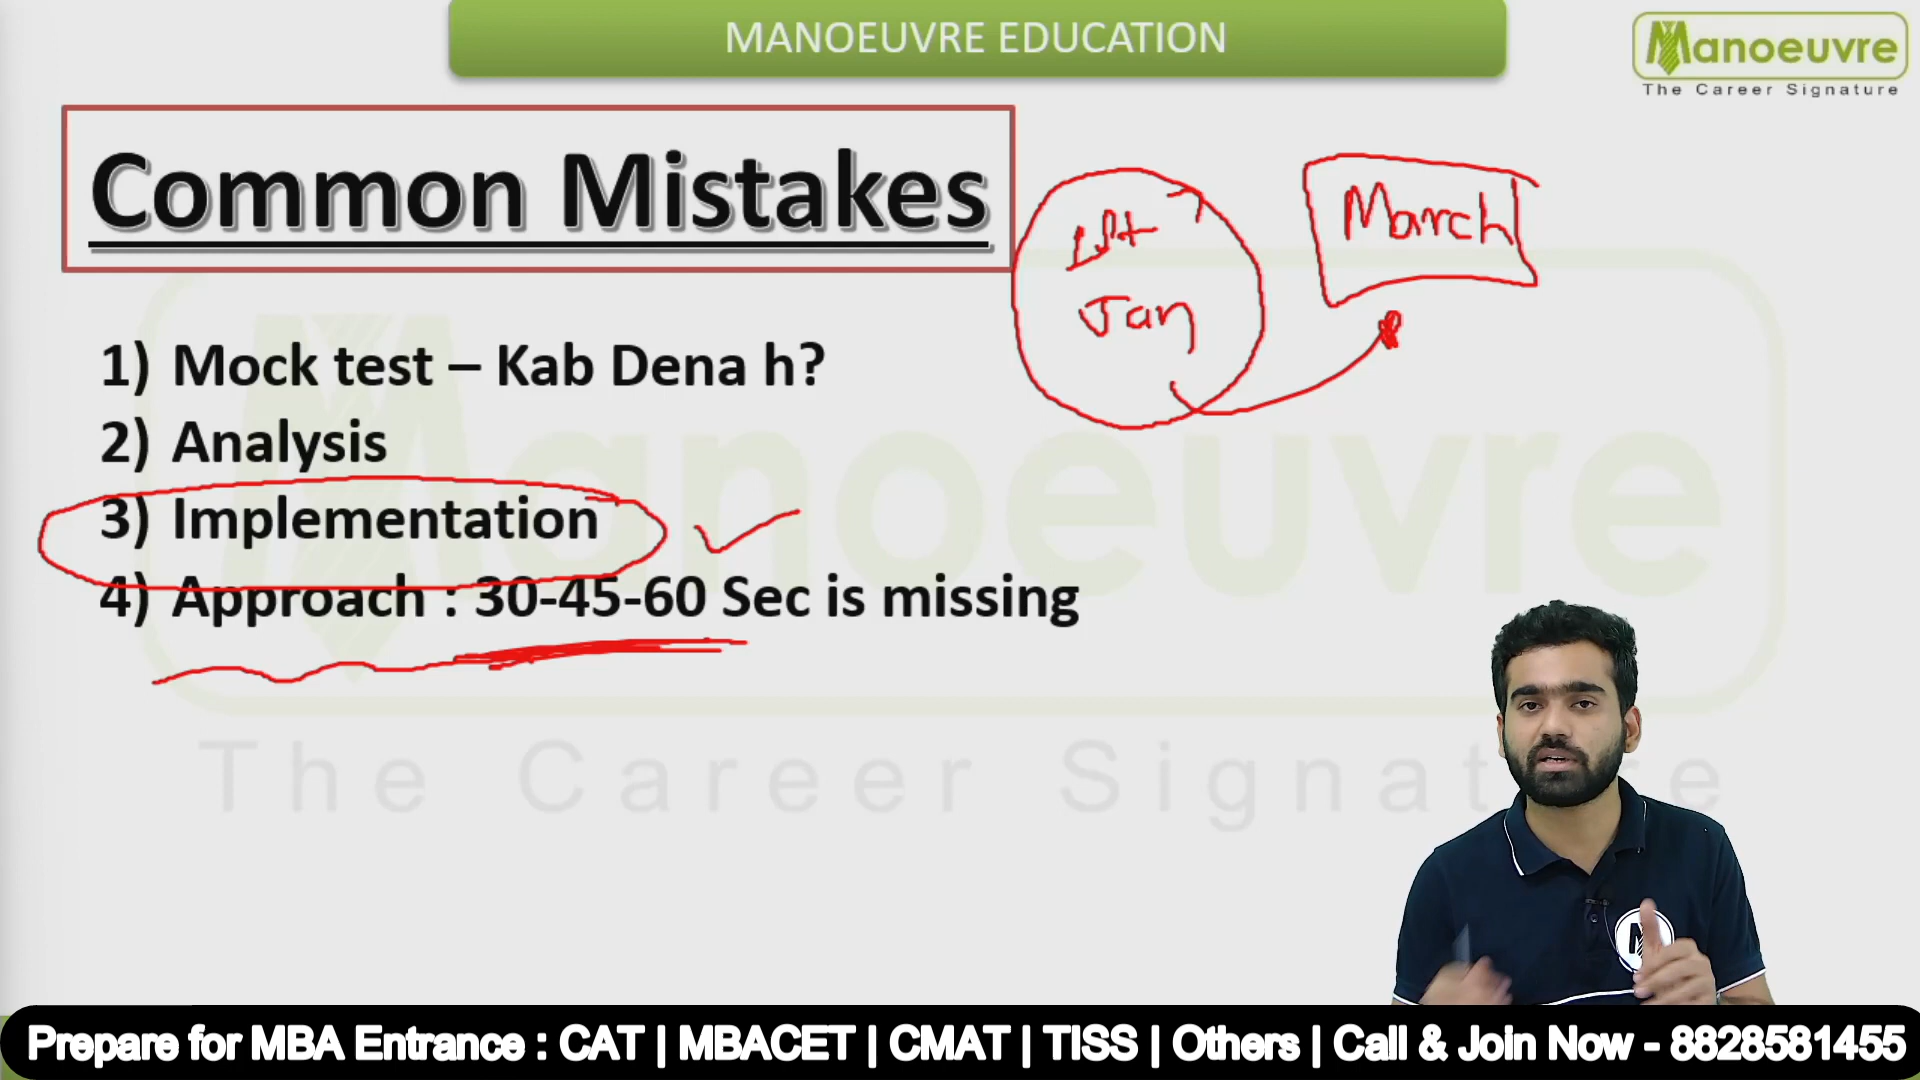 MANOEUVRE EDUCATION
Manoeuvre
The Career Signature
Common Mistakes
1) Mock test – Kab Dena h?
2) Analysis
3) Implementation
4) Approach : 30-45-60 Sec is missing
Jan
March
Manoeuvre
The Career Signature
Prepare for MBA Entrance : CAT | MBACET | CMAT | TISS | Others | Call & Join Now - 8828581455